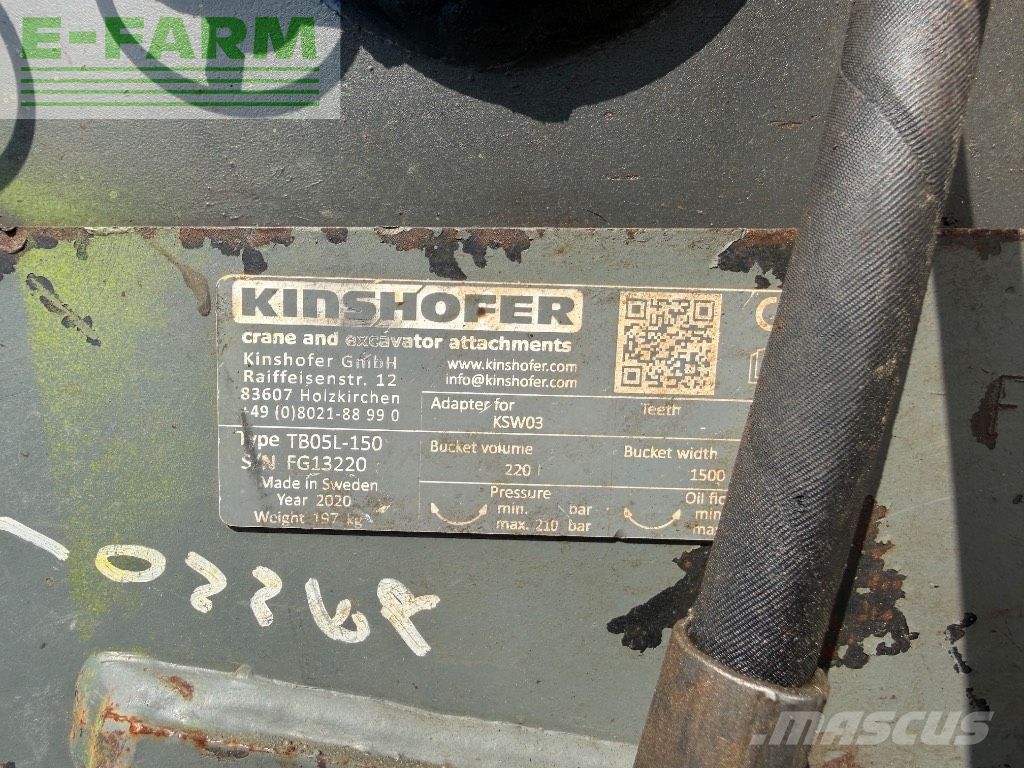 E-FARM
KINSHOFER
crane and excavator attachments
Kinshofer GmbH
Raiffeisenstr. 12
83607 Holzkirchen
+49 (0)8021-88 99 0
www.kinshofer.com
info@kinshofer.com
Adapter for
KSW03
Teeth
Type TB05L-150
S/N FG13220
Made in Sweden
Year 2020
Weight 197 kg
Bucket volume
220 l
Bucket width
1500
Pressure
min. bar
max. 210 bar
Oil
min
MASCUS